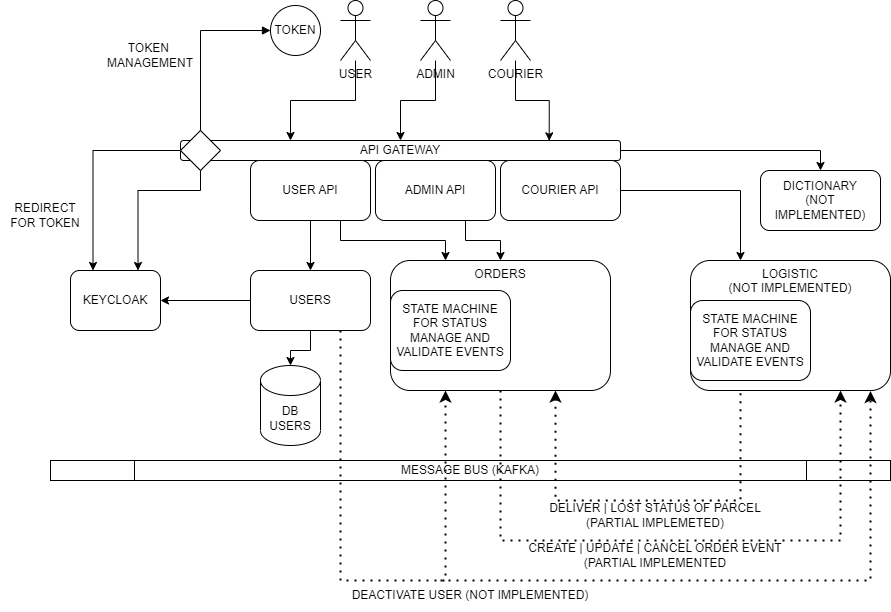 TOKEN
TOKEN
MANAGEMENT
USER
ADMIN
COURIER
API GATEWAY
USER API
ADMIN API
COURIER API
DICTIONARY
(NOT
IMPLEMENTED)
REDIRECT
FOR TOKEN
KEYCLOAK
USERS
ORDERS
STATE MACHINE
FOR STATUS
MANAGE AND
VALIDATE EVENTS
LOGISTIC
(NOT IMPLEMENTED)
STATE MACHINE
FOR STATUS
MANAGE AND
VALIDATE EVENTS
DB
USERS
MESSAGE BUS (KAFKA)
DELIVER | LOST STATUS OF PARCEL
(PARTIAL IMPLEMETED)
CREATE | UPDATE | CANCEL ORDER EVENT
(PARTIAL IMPLEMENTED
DEACTIVATE USER (NOT IMPLEMENTED)